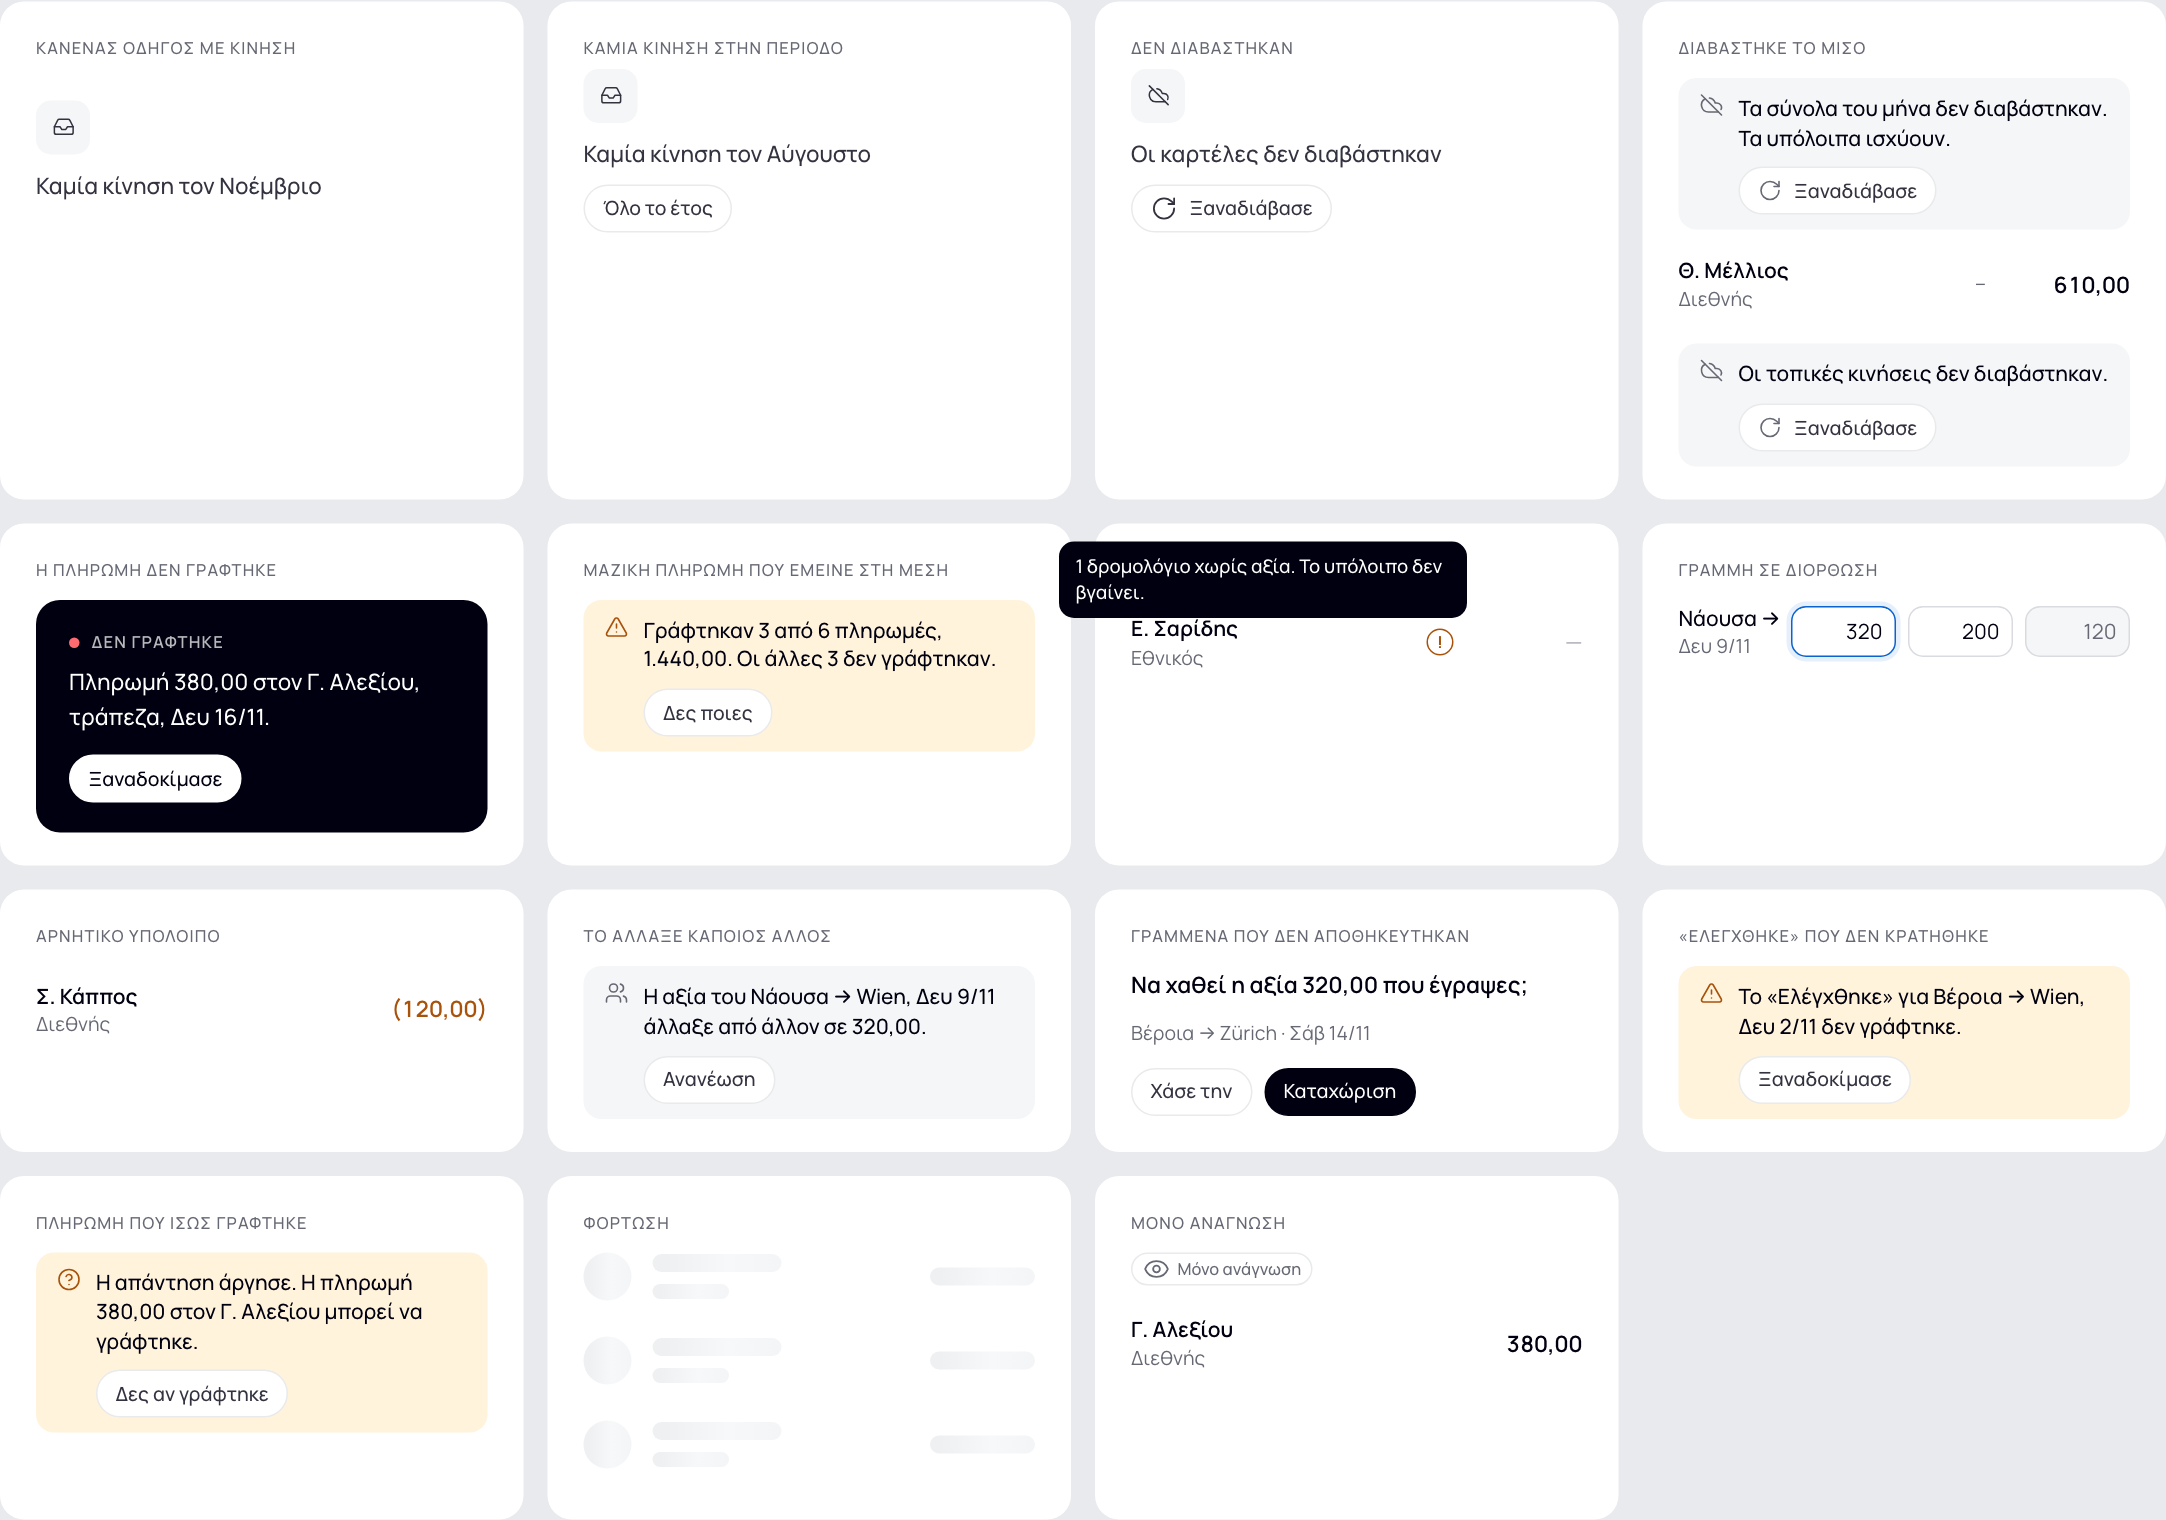 ΚΑΝΕΝΑΣ ΟΔΗΓΟΣ ΜΕ ΚΙΝΗΣΗ
Καμία κίνηση τον Νοέμβριο
ΚΑΜΙΑ ΚΙΝΗΣΗ ΣΤΗΝ ΠΕΡΙΟΔΟ
Καμία κίνηση τον Αύγουστο
Όλο το έτος
ΔΕΝ ΔΙΑΒΑΣΤΗΚΑΝ
Οι καρτέλες δεν διαβάστηκαν
Ξαναδιάβασε
ΔΙΑΒΑΣΤΗΚΕ ΤΟ ΜΙΣΟ
Τα σύνολα του μήνα δεν διαβάστηκαν.
Τα υπόλοιπα ισχύουν.
Ξαναδιάβασε
Θ. Μέλλιος – 610,00
Διεθνής
Οι τοπικές κινήσεις δεν διαβάστηκαν.
Ξαναδιάβασε
Η ΠΛΗΡΩΜΗ ΔΕΝ ΓΡΑΦΤΗΚΕ
ΔΕΝ ΓΡΑΦΤΗΚΕ
Πληρωμή 380,00 στον Γ. Αλεξίου,
τράπεζα, Δευ 16/11.
Ξαναδοκίμασε
ΜΑΖΙΚΗ ΠΛΗΡΩΜΗ ΠΟΥ ΕΜΕΙΝΕ ΣΤΗ ΜΕΣΗ
Γράφτηκαν 3 από 6 πληρωμές,
1.440,00. Οι άλλες 3 δεν γράφτηκαν.
Δες ποιες
1 δρομολόγιο χωρίς αξία. Το υπόλοιπο δεν
βγαίνει.
Ε. Σαρίδης —
Εθνικός
ΓΡΑΜΜΗ ΣΕ ΔΙΟΡΘΩΣΗ
Νάουσα → 320 200 120
Δευ 9/11
ΑΡΝΗΤΙΚΟ ΥΠΟΛΟΙΠΟ
Σ. Κάππος (120,00)
Διεθνής
ΤΟ ΑΛΛΑΞΕ ΚΑΠΟΙΟΣ ΑΛΛΟΣ
Η αξία του Νάουσα → Wien, Δευ 9/11
άλλαξε από άλλον σε 320,00.
Ανανέωση
ΓΡΑΜΜΕΝΑ ΠΟΥ ΔΕΝ ΑΠΟΘΗΚΕΥΤΗΚΑΝ
Να χαθεί η αξία 320,00 που έγραψες;
Βέροια → Zürich · Σάβ 14/11
Χάσε την
Καταχώριση
«ΕΛΕΓΧΘΗΚΕ» ΠΟΥ ΔΕΝ ΚΡΑΤΗΘΗΚΕ
Το «Ελέγχθηκε» για Βέροια → Wien,
Δευ 2/11 δεν γράφτηκε.
Ξαναδοκίμασε
ΠΛΗΡΩΜΗ ΠΟΥ ΙΣΩΣ ΓΡΑΦΤΗΚΕ
Η απάντηση άργησε. Η πληρωμή
380,00 στον Γ. Αλεξίου μπορεί να
γράφτηκε.
Δες αν γράφτηκε
ΦΟΡΤΩΣΗ
ΜΟΝΟ ΑΝΑΓΝΩΣΗ
Μόνο ανάγνωση
Γ. Αλεξίου 380,00
Διεθνής